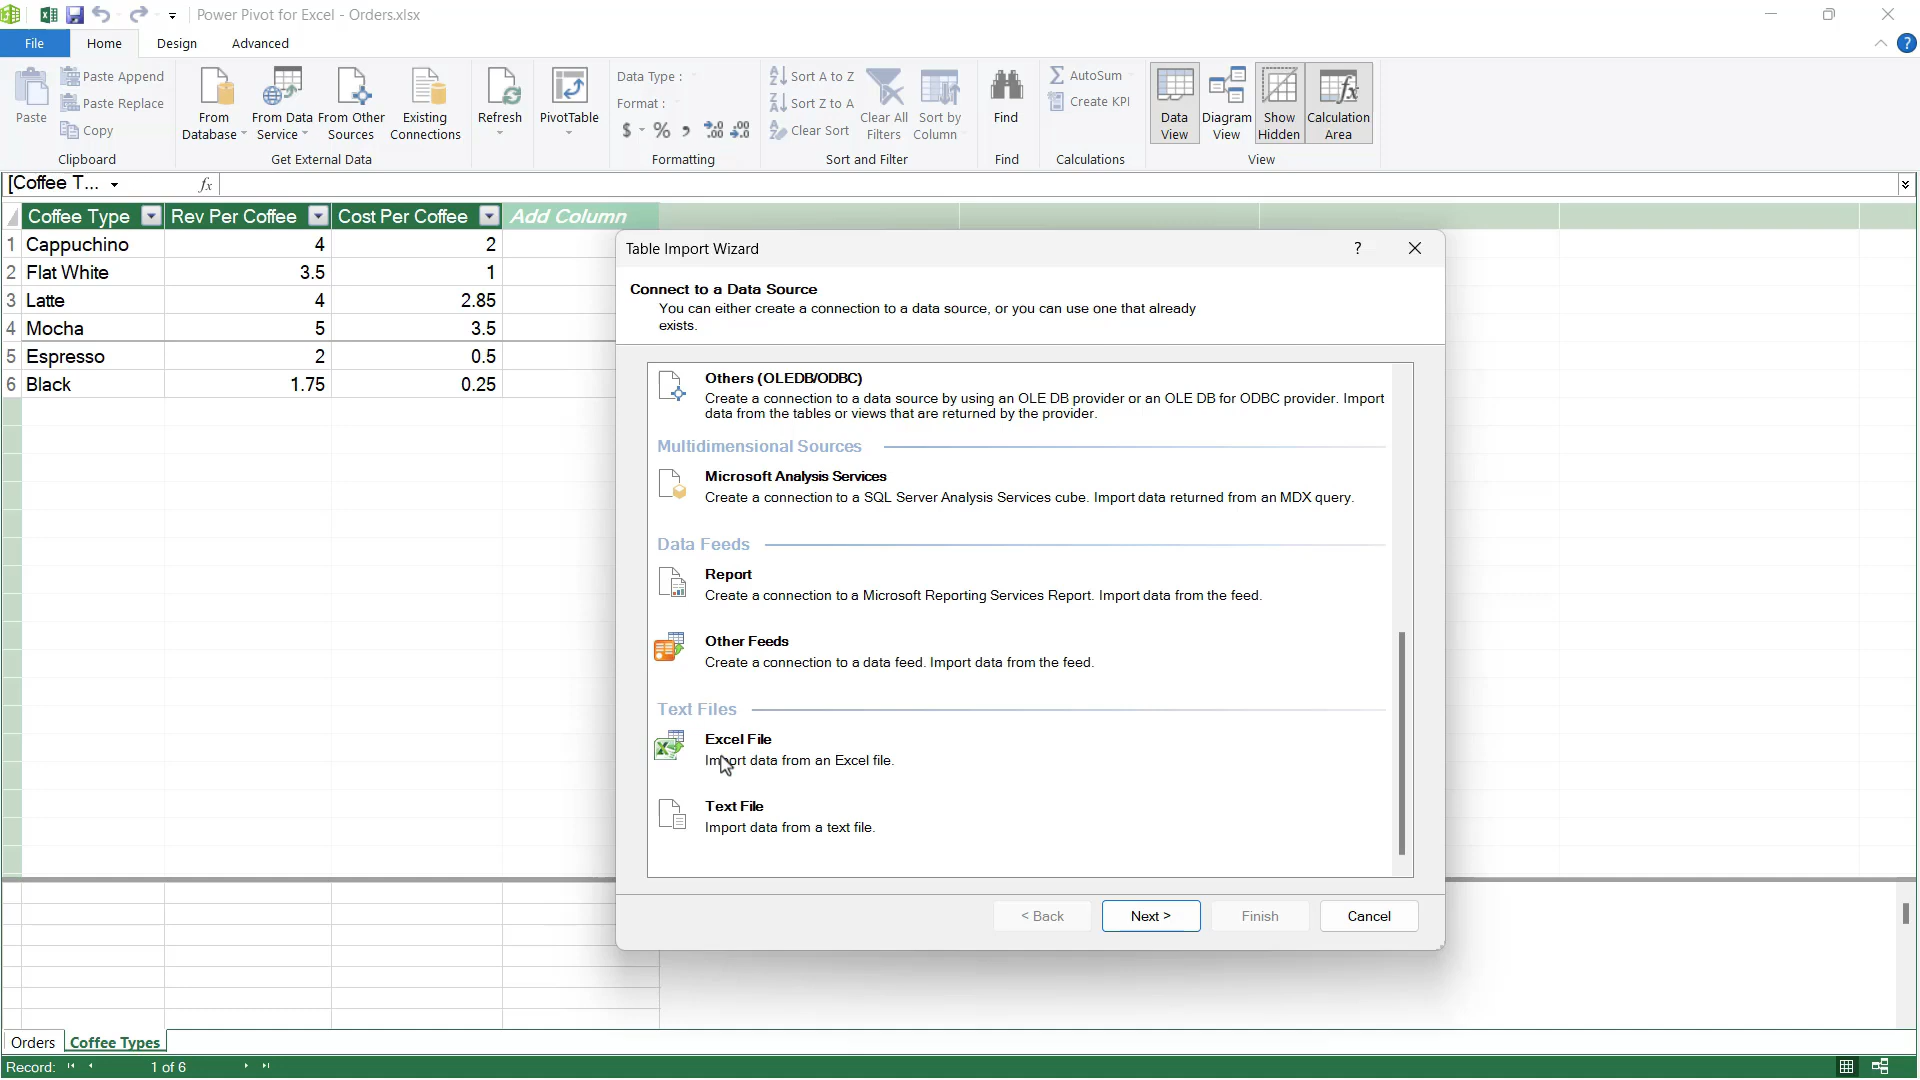 Power Pivot for Excel - Orders.xlsx
File
Home
Design
Advanced
?
Paste
Paste Append
Paste Replace
Copy
Clipboard
From
Database
From Data
Service
From Other
Sources
Existing
Connections
Get External Data
Refresh
PivotTable
Data Type :
Format :
$ % ,
Formatting
Sort A to Z
Sort Z to A
Clear Sort
Clear All
Filters
Sort by
Column
Sort and Filter
Find
Find
AutoSum
Create KPI
Calculations
Data
View
Diagram
View
Show
Hidden
Calculation
Area
View
[Coffee T... fx
Coffee Type Rev Per Coffee Cost Per Coffee Add Column
1 Cappuchino 4 2
2 Flat White 3.5 1
3 Latte 4 2.85
4 Mocha 5 3.5
5 Espresso 2 0.5
6 Black 1.75 0.25
Table Import Wizard ?
Connect to a Data Source
You can either create a connection to a data source, or you can use one that already
exists.
Others (OLEDB/ODBC)
Create a connection to a data source by using an OLE DB provider or an OLE DB for ODBC provider. Import
data from the tables or views that are returned by the provider.
Multidimensional Sources
Microsoft Analysis Services
Create a connection to a SQL Server Analysis Services cube. Import data returned from an MDX query.
Data Feeds
Report
Create a connection to a Microsoft Reporting Services Report. Import data from the feed.
Other Feeds
Create a connection to a data feed. Import data from the feed.
Text Files
Excel File
Import data from an Excel file.
Text File
Import data from a text file.
< Back Next > Finish Cancel
Orders Coffee Types
Record: 1 of 6